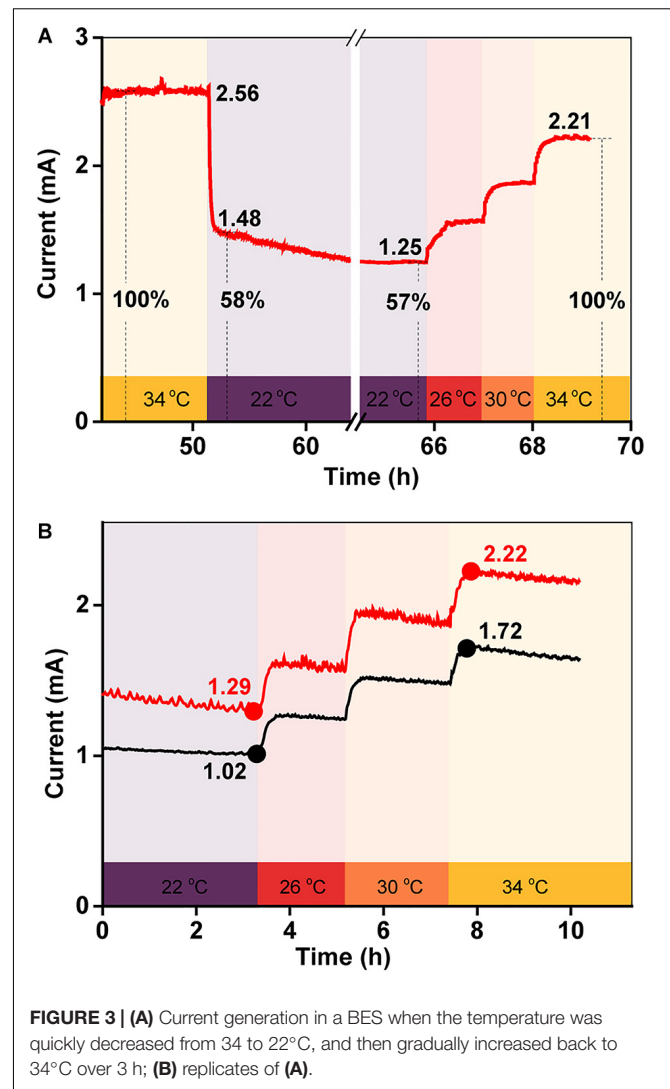 A
3
2
1
0
Current (mA)
2.56
1.48
1.25
2.21
100%
58%
57%
100%
34 °C
22 °C
22 °C
26 °C
30 °C
34 °C
50
60
66
68
70
Time (h)
B
2
1
0
Current (mA)
1.29
1.02
2.22
1.72
22 °C
26 °C
30 °C
34 °C
0
2
4
6
8
10
Time (h)
FIGURE 3 | (A) Current generation in a BES when the temperature was
quickly decreased from 34 to 22°C, and then gradually increased back to
34°C over 3 h; (B) replicates of (A).